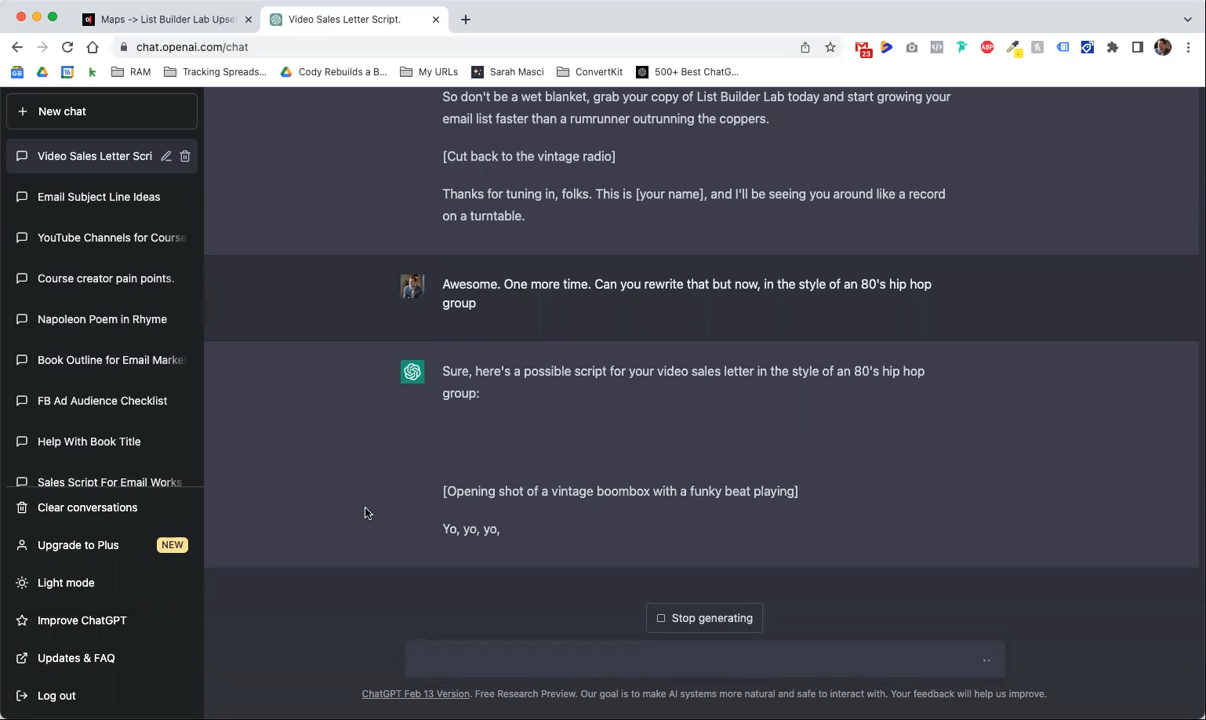 Maps -> List Builder Lab Upse
Video Sales Letter Script.
chat.openai.com/chat
23
ABP
GS
16
k
RAM
Tracking Spreads...
Cody Rebuilds a B...
My URLs
Sarah Masci
ConvertKit
500+ Best ChatG...
New chat
Video Sales Letter Scri
Email Subject Line Ideas
YouTube Channels for Course
Course creator pain points.
Napoleon Poem in Rhyme
Book Outline for Email Marke
FB Ad Audience Checklist
Help With Book Title
Sales Script For Email Works
Clear conversations
Upgrade to Plus NEW
Light mode
Improve ChatGPT
Updates & FAQ
Log out
So don't be a wet blanket, grab your copy of List Builder Lab today and start growing your
email list faster than a rumrunner outrunning the coppers.
[Cut back to the vintage radio]
Thanks for tuning in, folks. This is [your name], and I'll be seeing you around like a record
on a turntable.
Awesome. One more time. Can you rewrite that but now, in the style of an 80's hip hop
group
Sure, here's a possible script for your video sales letter in the style of an 80's hip hop
group:
[Opening shot of a vintage boombox with a funky beat playing]
Yo, yo, yo,
Stop generating
ChatGPT Feb 13 Version. Free Research Preview. Our goal is to make AI systems more natural and safe to interact with. Your feedback will help us improve.